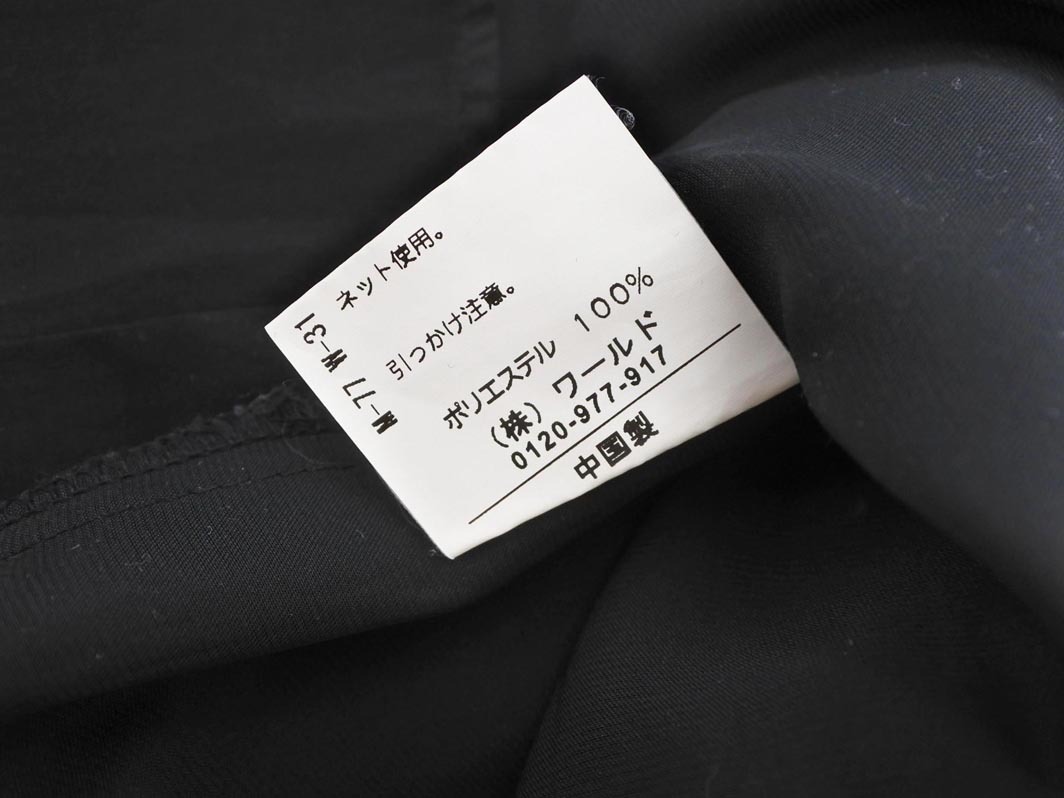 W-31 ネット使用。
W-77 引っかけ注意。
ポリエステル 100%
(株) ワールド
0120-977-917
中国製